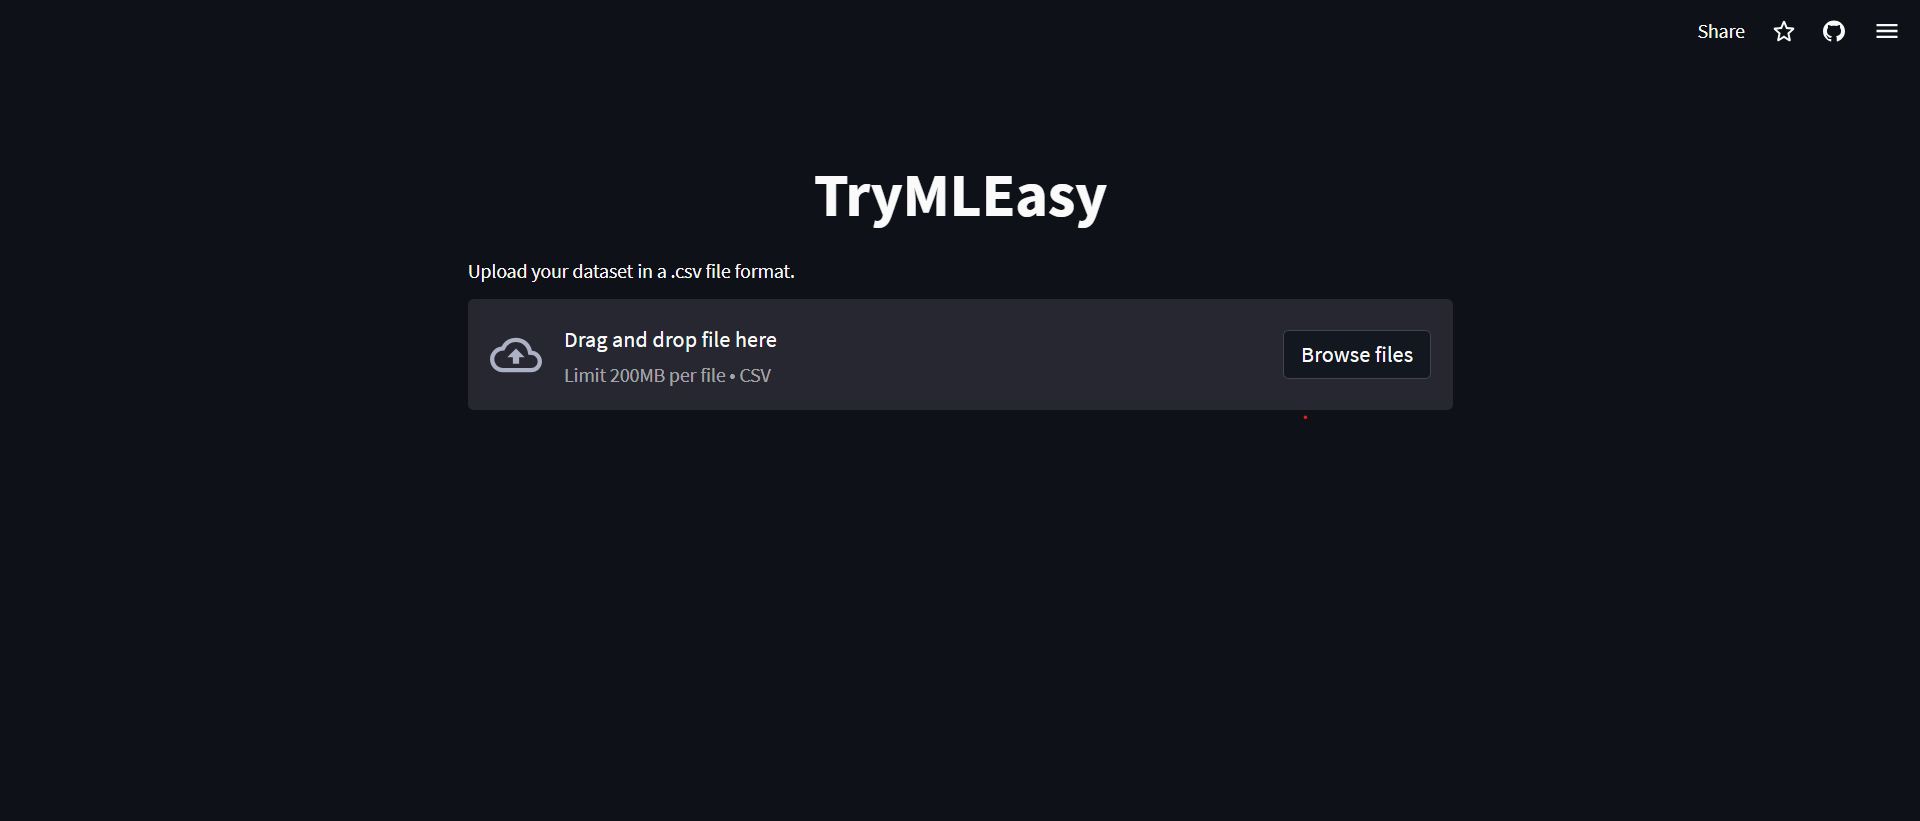 Share
TryMLEasy
Upload your dataset in a .csv file format.
Drag and drop file here
Limit 200MB per file • CSV
Browse files